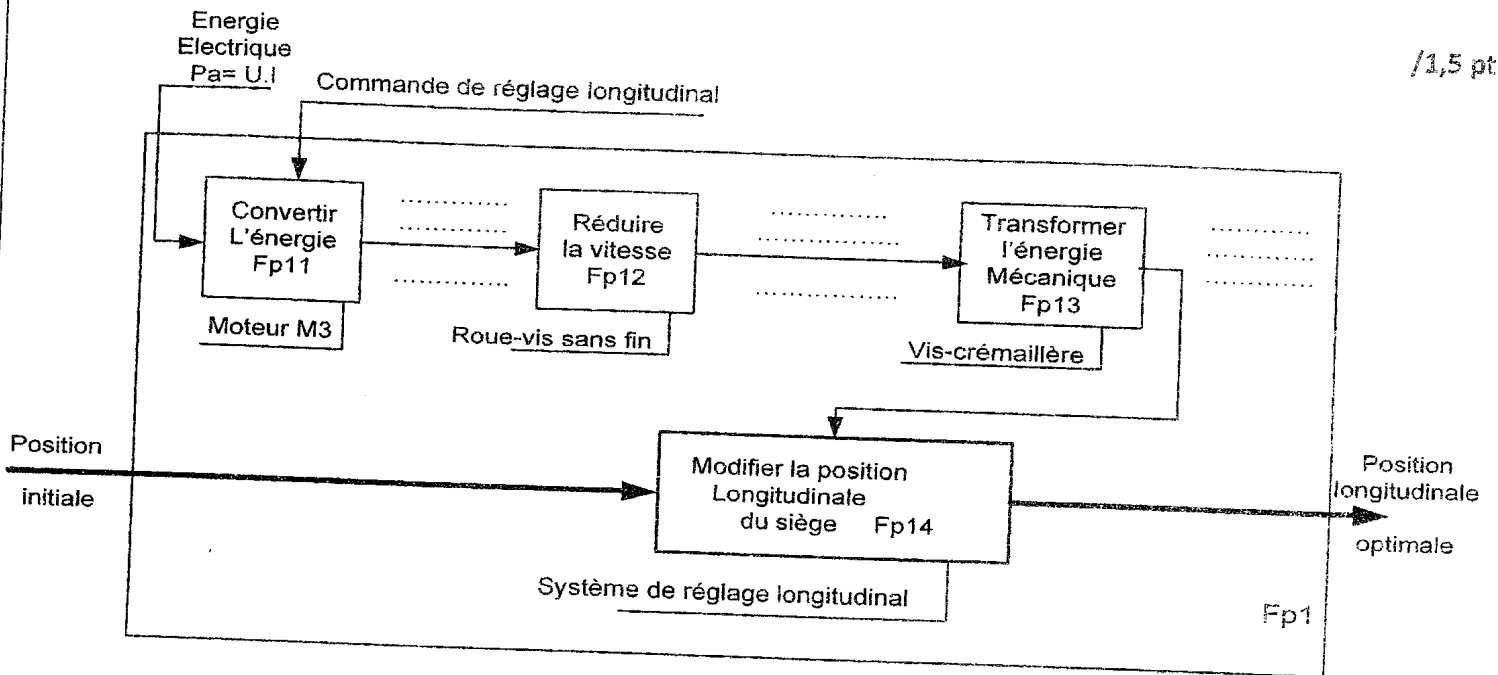 Energie
Electrique
Pa= U.I
/1,5 pt
Commande de réglage longitudinal
Convertir
L'énergie
Fp11
.............
.............
.............
Réduire
la vitesse
Fp12
..............
..............
................
Transformer
l'énergie
Mécanique
Fp13
............
............
.............
Moteur M3
Roue-vis sans fin
Vis-crémaillère
Position
initiale
Modifier la position
Longitudinale
du siège Fp14
Position
longitudinale
optimale
Système de réglage longitudinal
Fp1